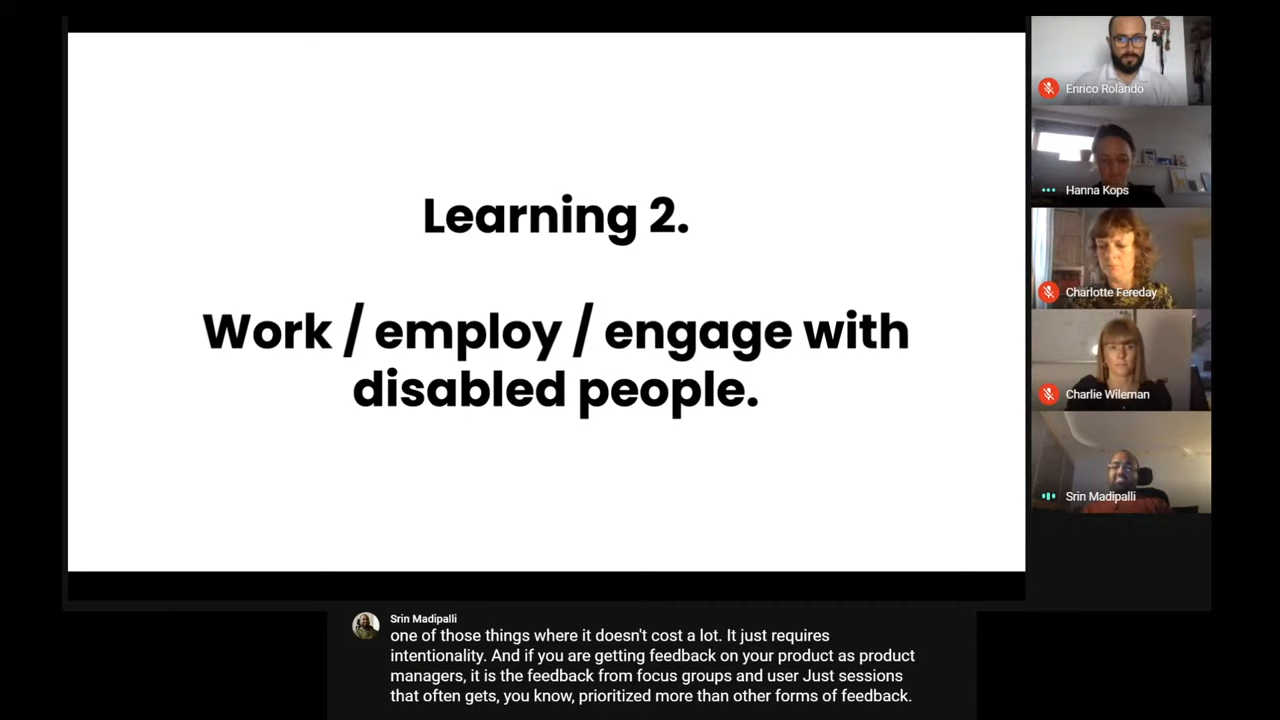 Learning 2.
Work / employ / engage with
disabled people.
Enrico Rolando
Hanna Kops
Charlotte Fereday
Charlie Wileman
Srin Madipalli
Srin Madipalli
one of those things where it doesn't cost a lot. It just requires
intentionality. And if you are getting feedback on your product as product
managers, it is the feedback from focus groups and user Just sessions
that often gets, you know, prioritized more than other forms of feedback.